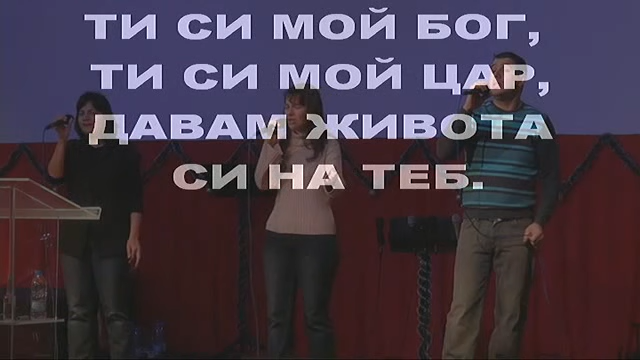 ТИ СИ МОЙ БОГ,
ТИ СИ МОЙ ЦАР,
ДАВАМ ЖИВОТА
СИ НА ТЕБ.